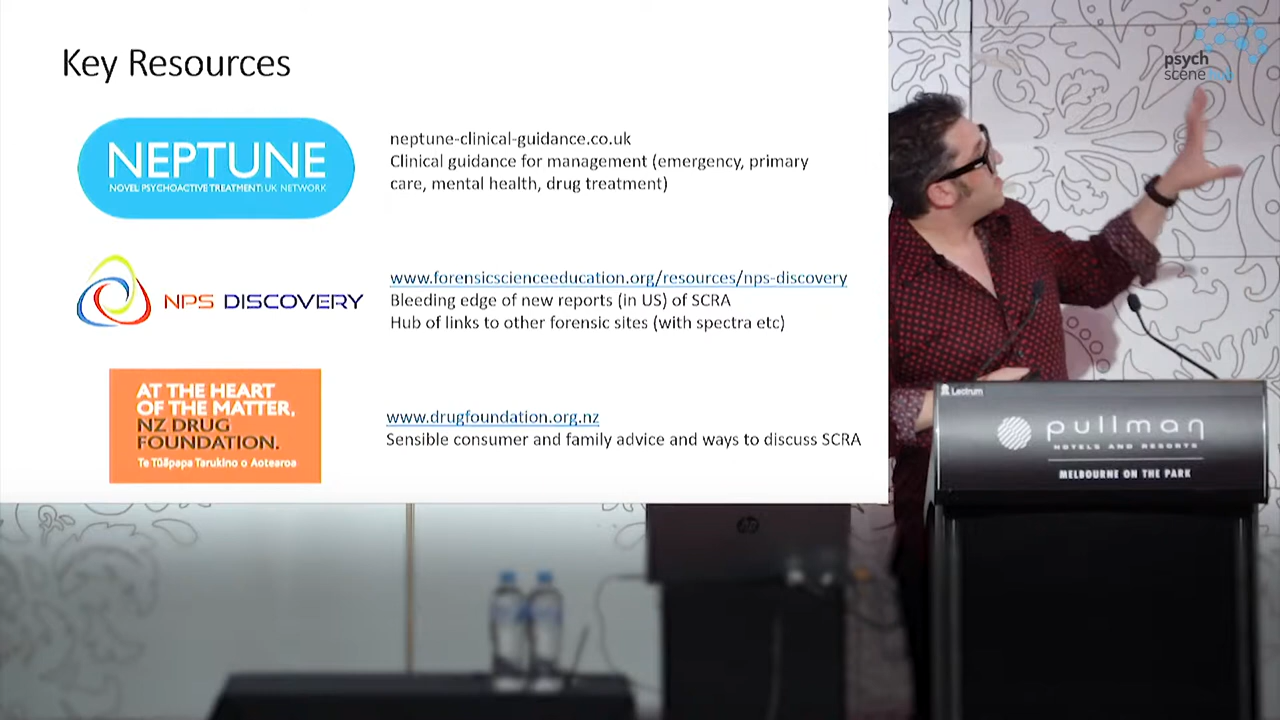 Key Resources
NEPTUNE
NOVEL PSYCHOACTIVE TREATMENT: UK NETWORK
neptune-clinical-guidance.co.uk
Clinical guidance for management (emergency, primary
care, mental health, drug treatment)
NPS DISCOVERY
www.forensicscienceeducation.org/resources/nps-discovery
Bleeding edge of new reports (in US) of SCRA
Hub of links to other forensic sites (with spectra etc)
AT THE HEART
OF THE MATTER.
NZ DRUG
FOUNDATION.
Te Tūāpapa Tarukino o Aotearoa
www.drugfoundation.org.nz
Sensible consumer and family advice and ways to discuss SCRA
psych
scene hub
Lectrum
pullman
HOTELS AND RESORTS
MELBOURNE ON THE PARK
hp